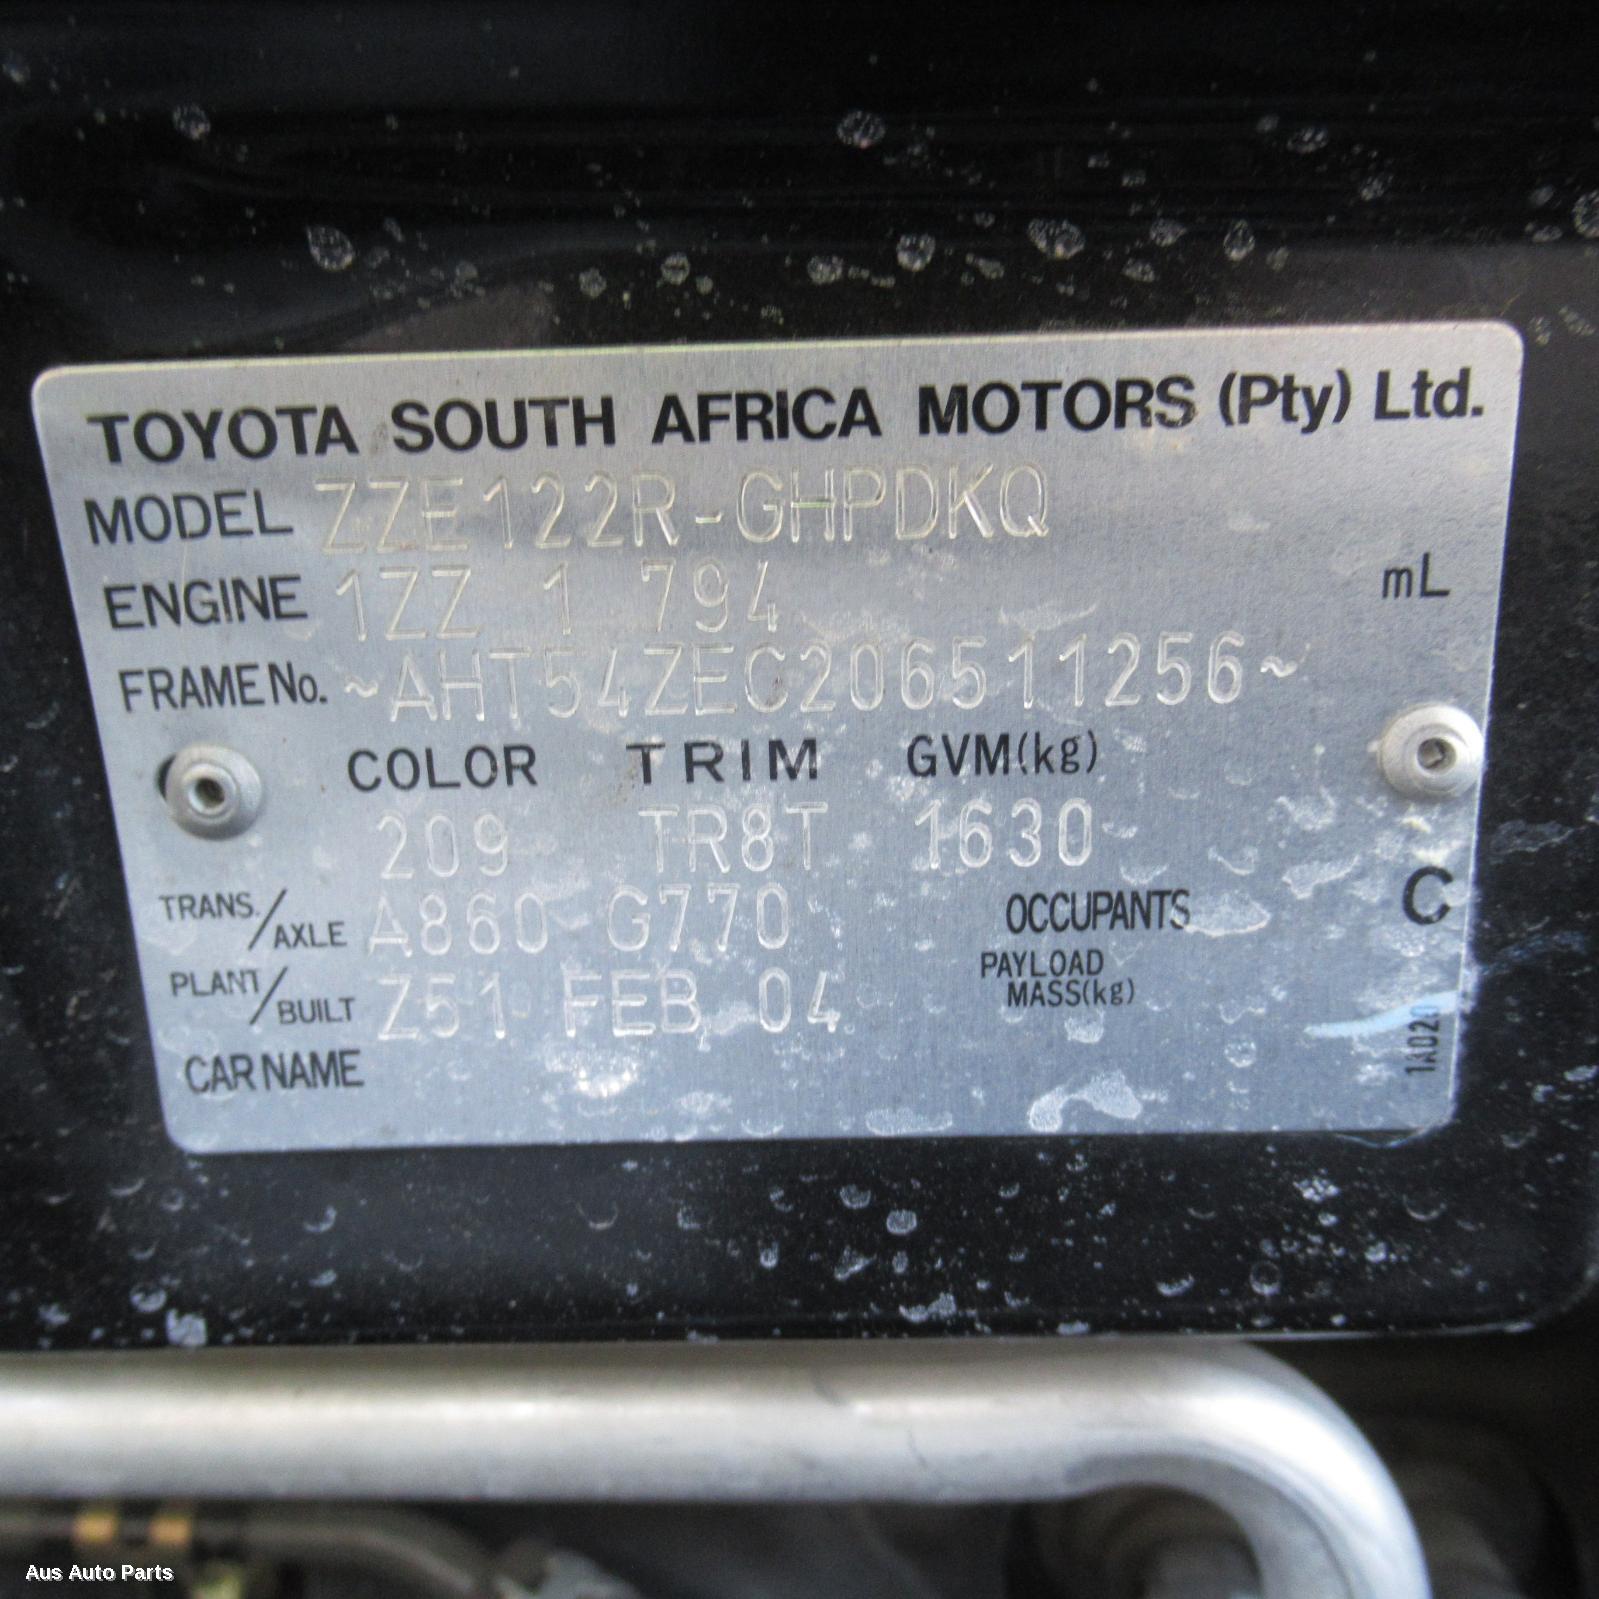 TOYOTA SOUTH AFRICA MOTORS (Pty) Ltd.
MODEL ZZE122R-GHPDKQ
ENGINE 1ZZ 1 794 mL
FRAME No. ~AHT54ZEC206511256~
COLOR TRIM GVM(kg)
209 TR8T 1630
TRANS./AXLE A860 G770 OCCUPANTS C
PLANT/BUILT Z51 FEB 04 PAYLOAD MASS(kg)
CAR NAME
Aus Auto Parts